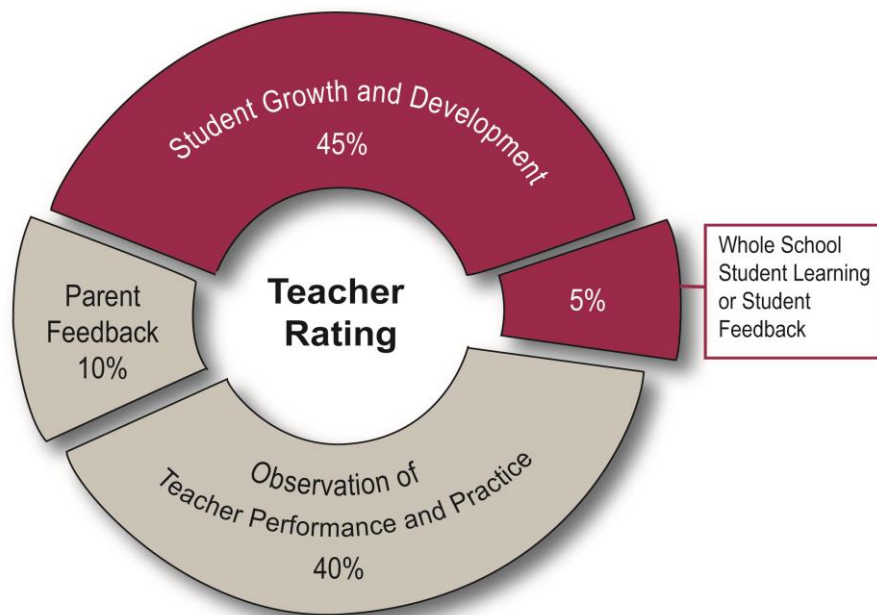 Student Growth and Development
45%
Parent
Feedback
10%
Teacher
Rating
5%
Whole School
Student Learning
or Student
Feedback
Observation of
Teacher Performance and Practice
40%